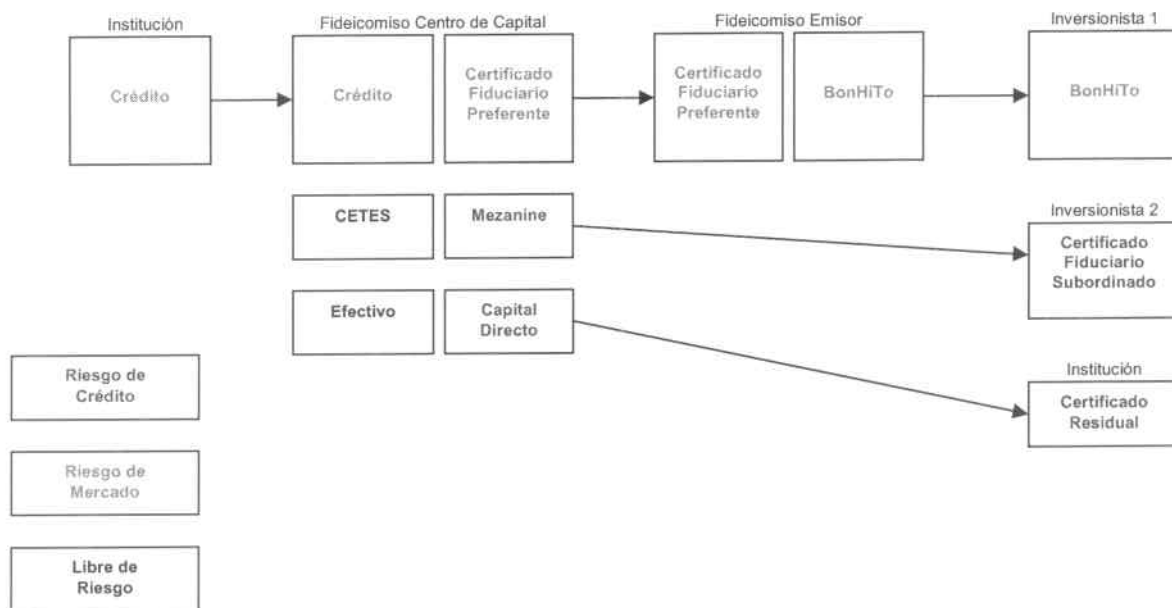 Institución
Fideicomiso Centro de Capital
Fideicomiso Emisor
Inversionista 1
Crédito
Crédito
Certificado
Fiduciario
Preferente
Certificado
Fiduciario
Preferente
BonHiTo
BonHiTo
CETES
Mezanine
Inversionista 2
Certificado
Fiduciario
Subordinado
Efectivo
Capital
Directo
Institución
Certificado
Residual
Riesgo de
Crédito
Riesgo de
Mercado
Libre de
Riesgo